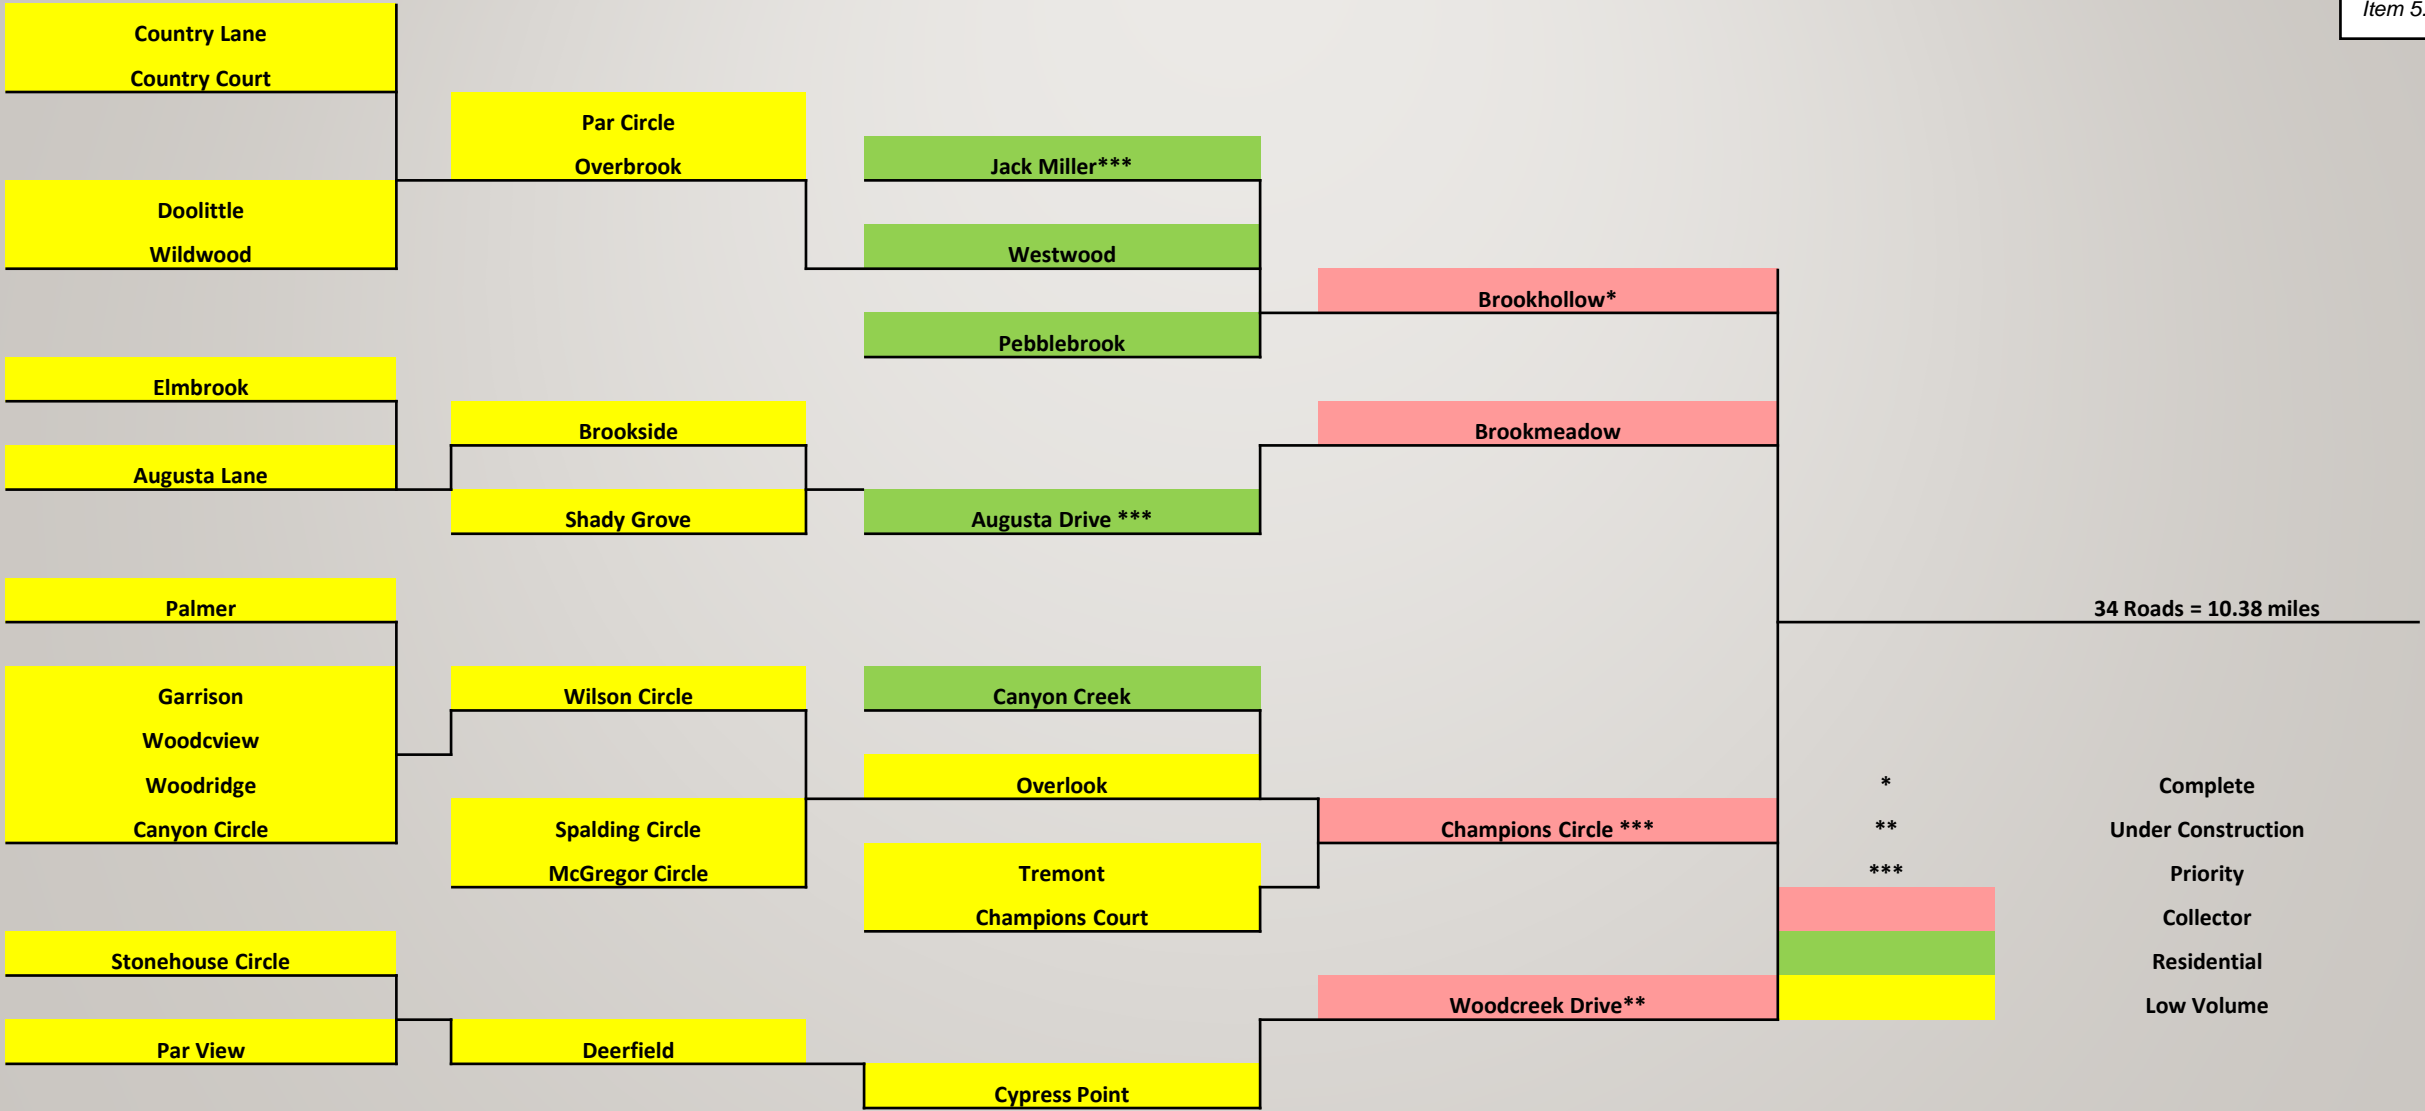 Item 5.
Country Lane
Country Court
Par Circle
Overbrook
Jack Miller***
Doolittle
Wildwood
Westwood
Brookhollow*
Pebblebrook
Elmbrook
Brookside
Brookmeadow
Augusta Lane
Shady Grove
Augusta Drive ***
Palmer
34 Roads = 10.38 miles
Garrison
Woodcview
Woodridge
Canyon Circle
Wilson Circle
Canyon Creek
Overlook
Spalding Circle
McGregor Circle
Tremont
Champions Court
Champions Circle ***
* Complete
** Under Construction
*** Priority
Collector
Residential
Low Volume
Stonehouse Circle
Par View
Deerfield
Cypress Point
Woodcreek Drive**